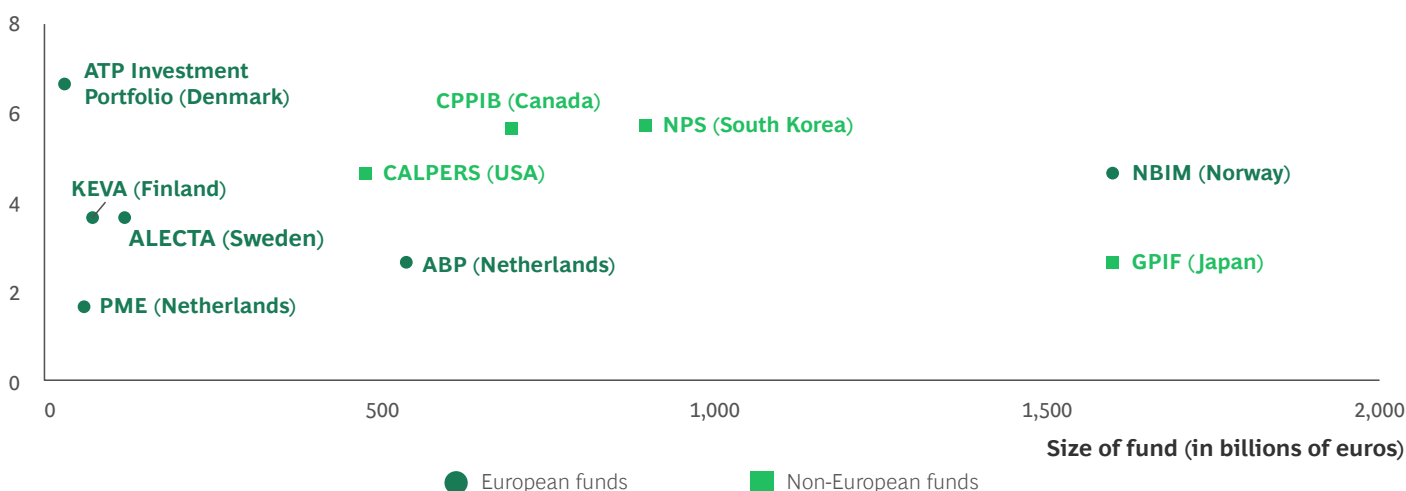 8
ATP Investment
Portfolio (Denmark)
CPPIB (Canada)
6
NPS (South Korea)
CALPERS (USA)
NBIM (Norway)
KEVA (Finland)
4
ALECTA (Sweden)
ABP (Netherlands)
GPIF (Japan)
2
PME (Netherlands)
0
0 500 1,000 1,500 2,000
Size of fund (in billions of euros)
European funds Non-European funds